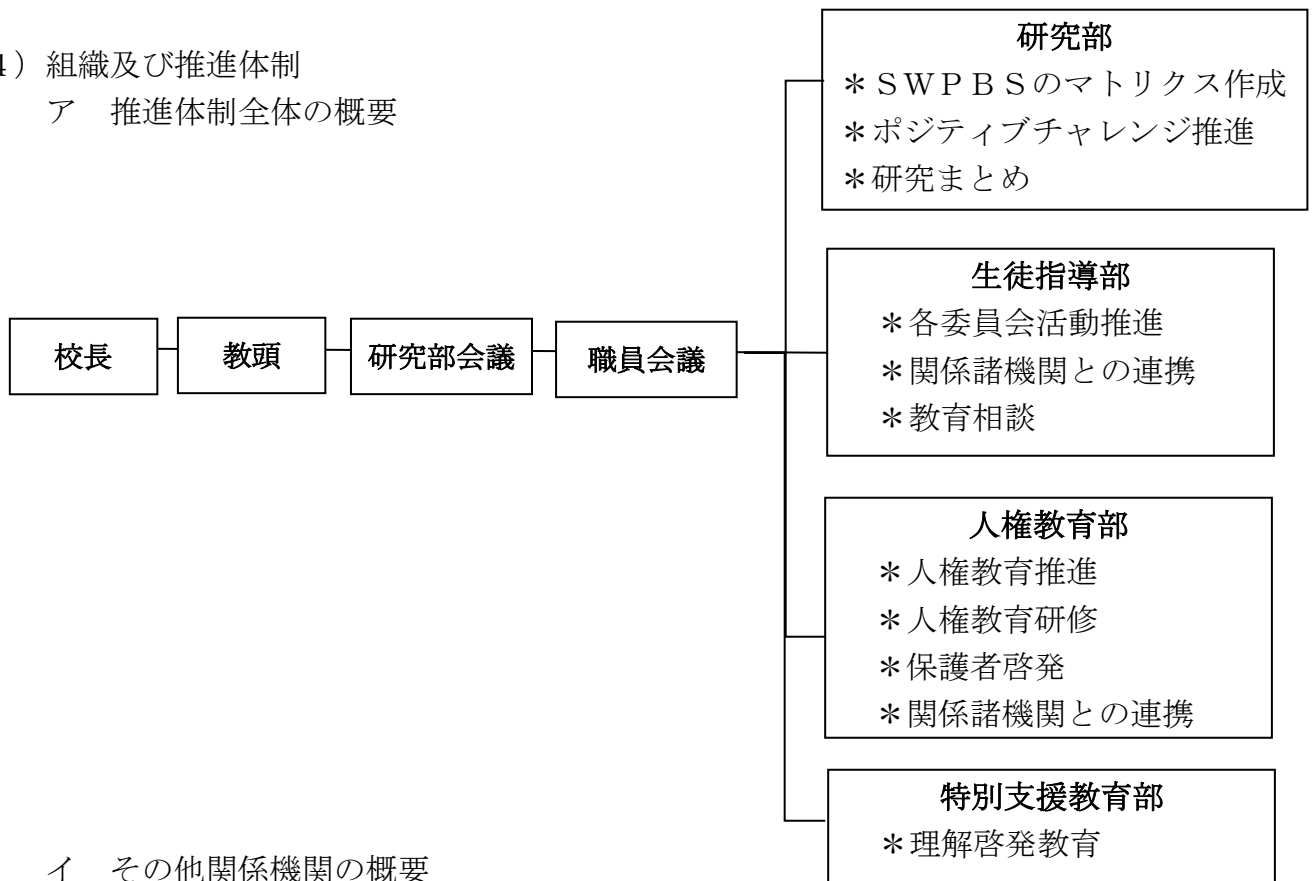 4）組織及び推進体制
ア　推進体制全体の概要
校長
教頭
研究部会議
職員会議
研究部
＊ＳＷＰＢＳのマトリクス作成
＊ポジティブチャレンジ推進
＊研究まとめ
生徒指導部
＊各委員会活動推進
＊関係諸機関との連携
＊教育相談
人権教育部
＊人権教育推進
＊人権教育研修
＊保護者啓発
＊関係諸機関との連携
特別支援教育部
＊理解啓発教育
イ　その他関係機関の概要